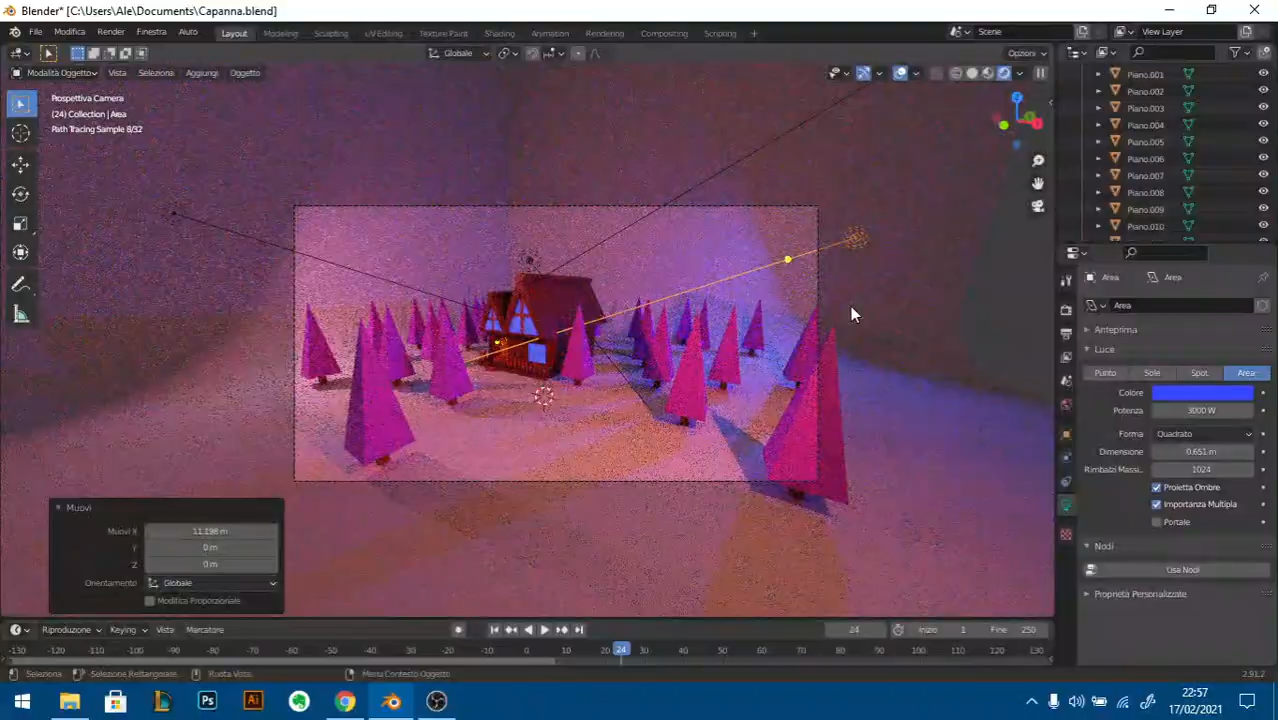 Blender* [C:\Users\Ale\Documents\Capanna.blend]
File Modifica Render Finestra Aiuto Layout Modeling Sculpting UV Editing Texture Paint Shading Animation Rendering Compositing Scripting + Scene View Layer
Globale Opzioni
Modalità Oggetto Vista Seleziona Aggiungi Oggetto
Prospettiva Camera
(24) Collection | Area
Path Tracing Sample 8/32
Piano.001
Piano.002
Piano.003
Piano.004
Piano.005
Piano.006
Piano.007
Piano.008
Piano.009
Piano.010
Area Area
Area
Anteprima
Luce
Punto Sole Spot Area
Colore
Potenza 3000 W
Forma Quadrato
Dimensione 0.651 m
Rimbalzi Massi.. 1024
Proietta Ombre
Importanza Multipla
Portale
Nodi
Usa Nodi
Proprietà Personalizzate
Muovi
Muovi X 11.198 m
Y 0 m
Z 0 m
Orientamento Globale
Modifica Proporzionale
Riproduzione Keying Vista Marcatore 24 Inizio 1 Fine 250
-130 -120 -110 -100 -90 -80 -70 -60 -50 -40 -30 -20 -10 0 10 20 24 30 40 50 60 70 80 90 100 110 120 130
Seleziona Selezione Rettangolare Ruota Vista Menu Contesto Oggetto 2.91.2
Ps Ai
22:57
17/02/2021